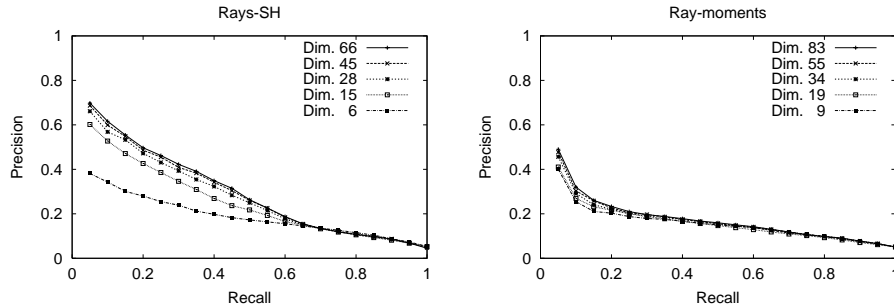 Rays-SH
Precision
1
0.8
0.6
0.4
0.2
0
0 0.2 0.4 0.6 0.8 1
Recall
Dim. 66
Dim. 45
Dim. 28
Dim. 15
Dim. 6
Ray-moments
Precision
1
0.8
0.6
0.4
0.2
0
0 0.2 0.4 0.6 0.8 1
Recall
Dim. 83
Dim. 55
Dim. 34
Dim. 19
Dim. 9